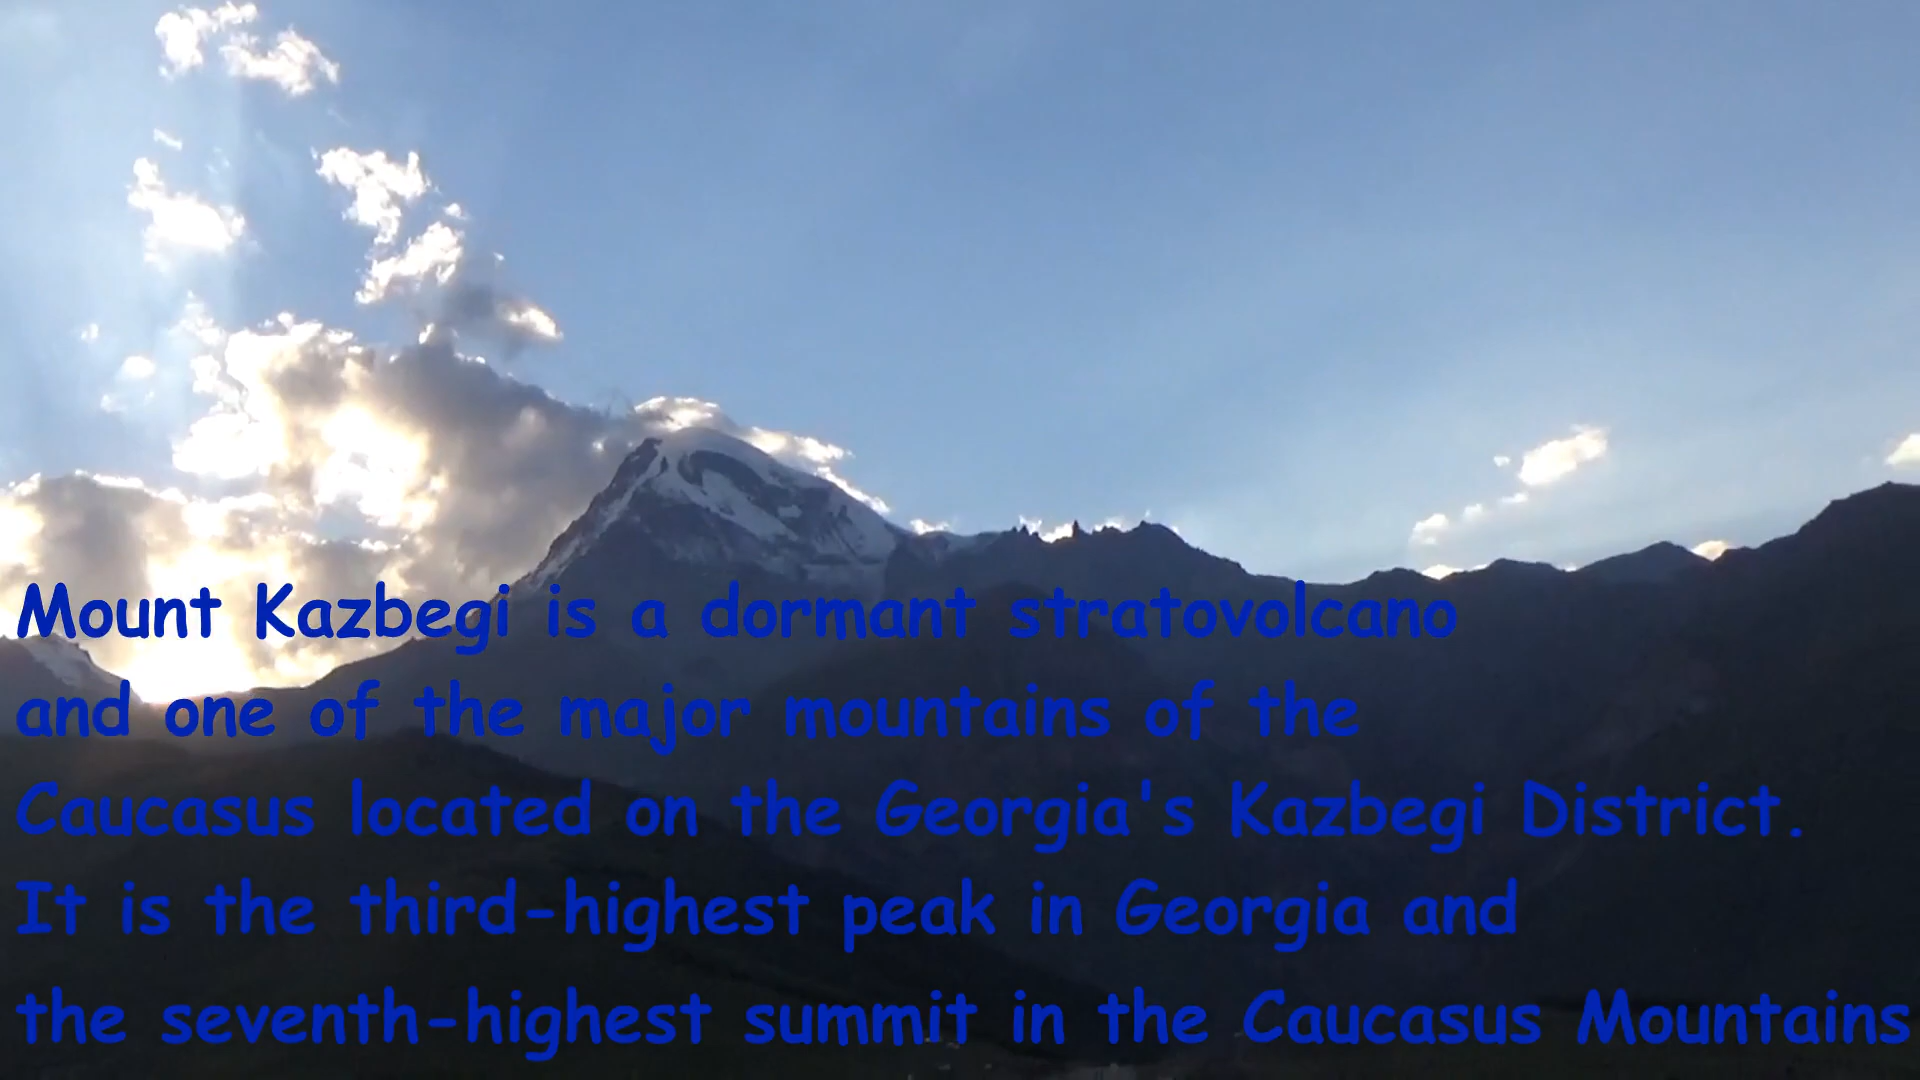 Mount Kazbegi is a dormant stratovolcano
and one of the major mountains of the
Caucasus located on the Georgia's Kazbegi District.
It is the third-highest peak in Georgia and
the seventh-highest summit in the Caucasus Mountains